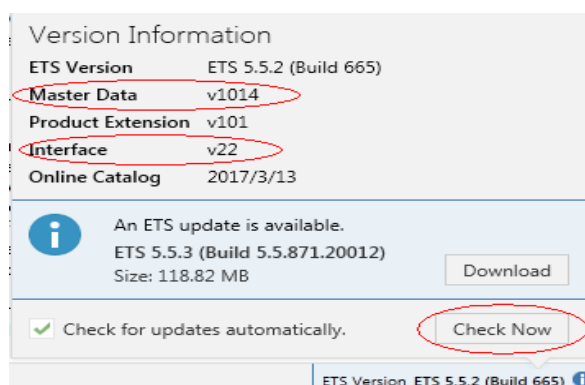 Version Information
ETS Version ETS 5.5.2 (Build 665)
Master Data v1014
Product Extension v101
Interface v22
Online Catalog 2017/3/13
An ETS update is available.
ETS 5.5.3 (Build 5.5.871.20012)
Size: 118.82 MB
Download
Check for updates automatically.
Check Now
ETS Version ETS 5.5.2 (Build 665)